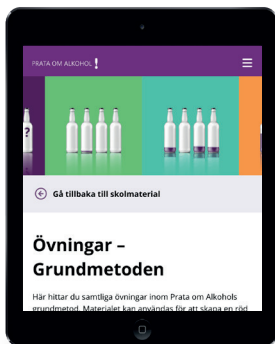 PRATA OM ALKOHOL!
?
Gå tillbaka till skolmaterial
Övningar –
Grundmetoden
Här hittar du samtliga övningar inom Prata om Alkohols
grundmetod. Materialet kan användas för att skapa en röd